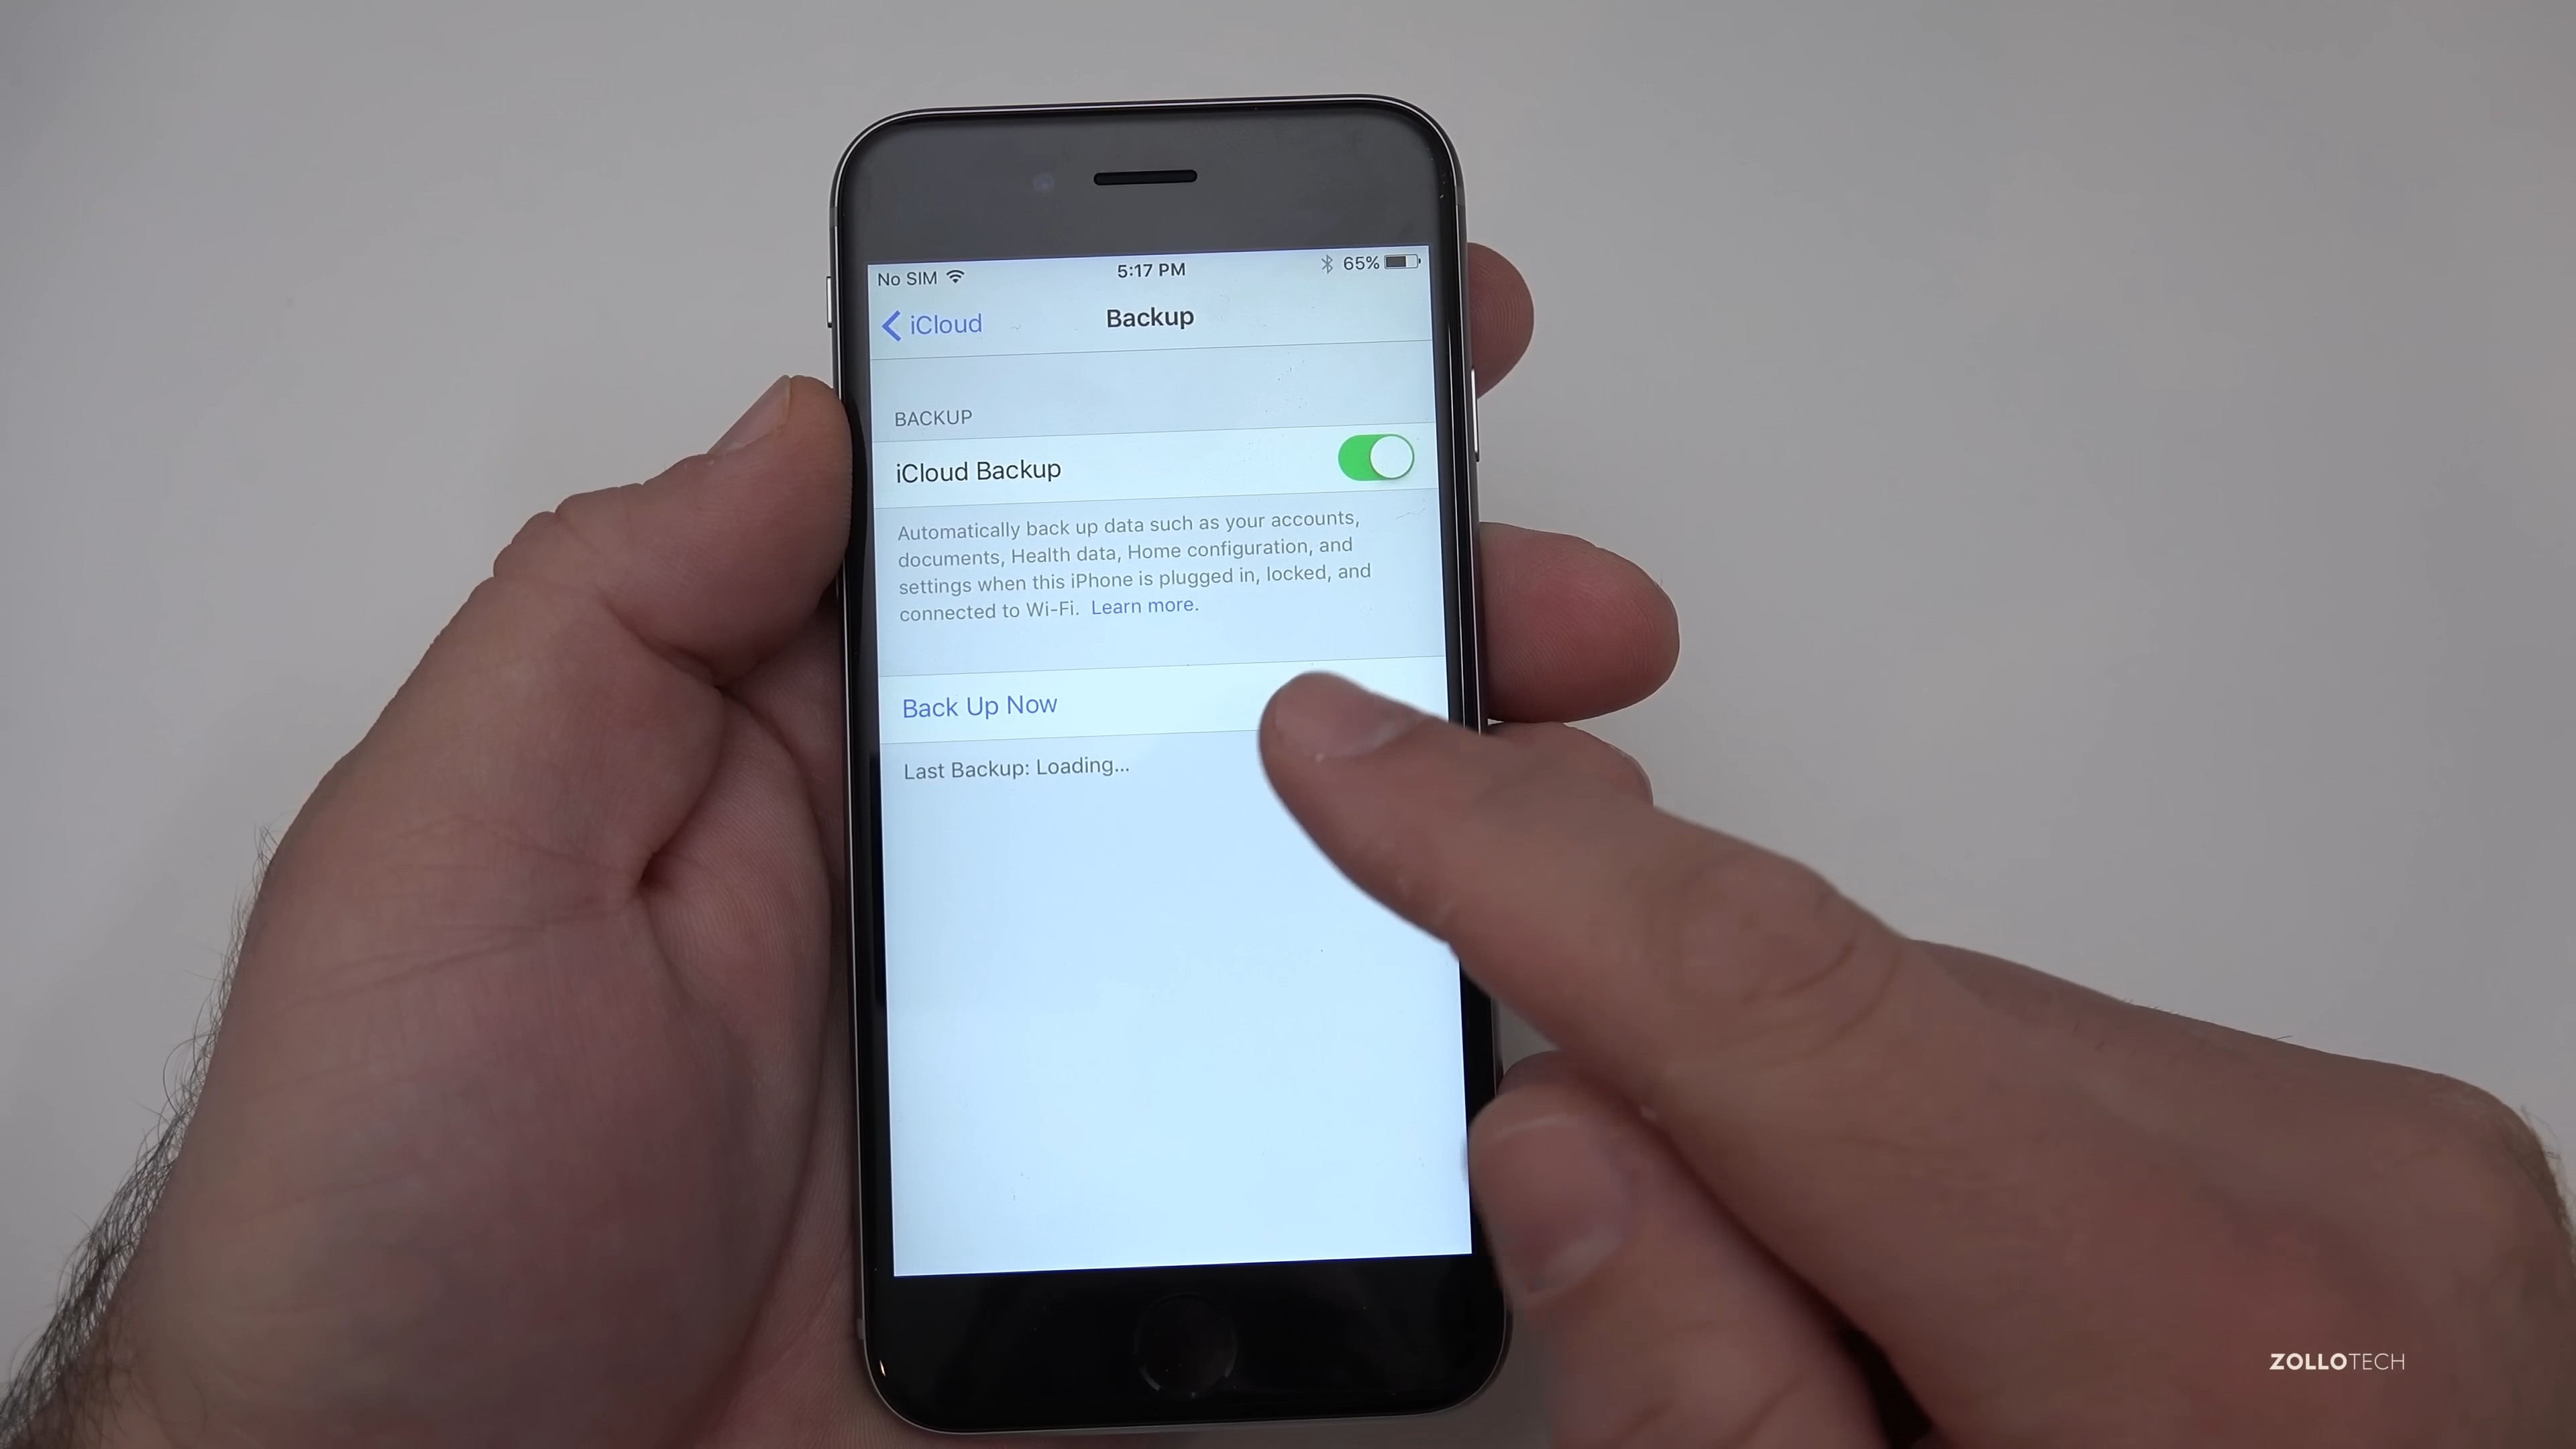 No SIM 5:17 PM 65%
iCloud Backup
BACKUP
iCloud Backup
Automatically back up data such as your accounts,
documents, Health data, Home configuration, and
settings when this iPhone is plugged in, locked, and
connected to Wi-Fi. Learn more.
Back Up Now
Last Backup: Loading...
ZOLLOTECH